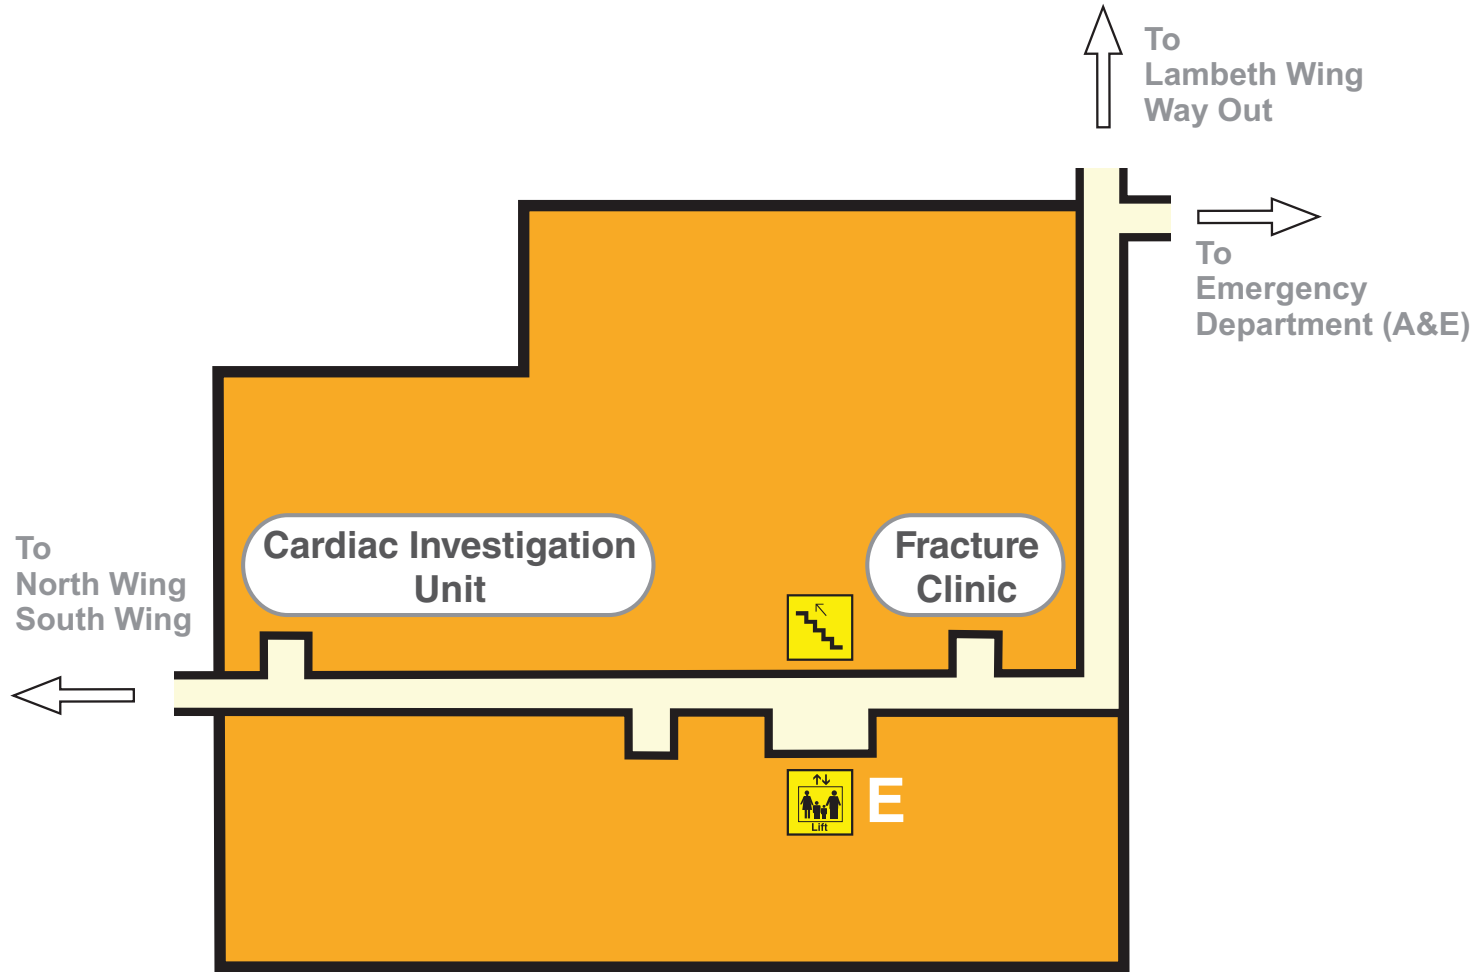 To
Lambeth Wing
Way Out
To
Emergency
Department (A&E)
Cardiac Investigation
Unit
Fracture
Clinic
To
North Wing
South Wing
Lift
E